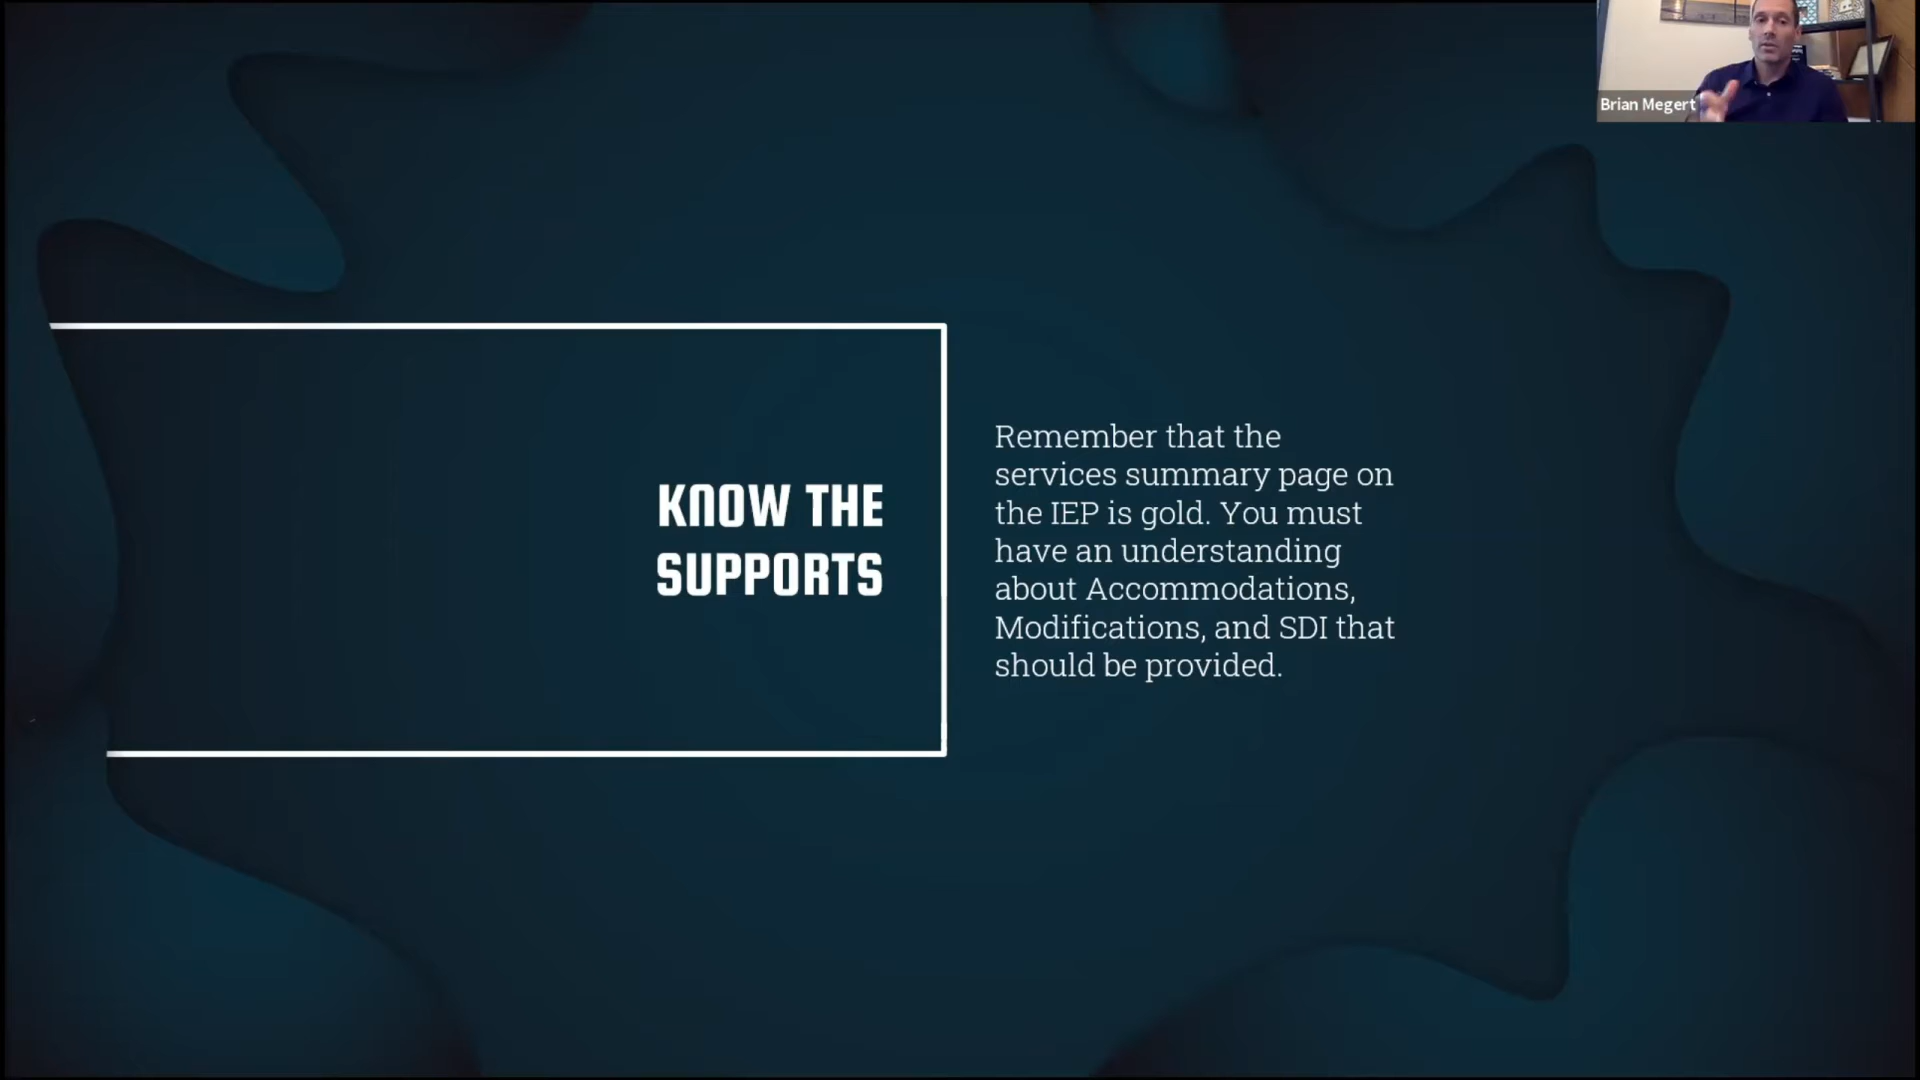 Brian Megert
KNOW THE
SUPPORTS
Remember that the
services summary page on
the IEP is gold. You must
have an understanding
about Accommodations,
Modifications, and SDI that
should be provided.